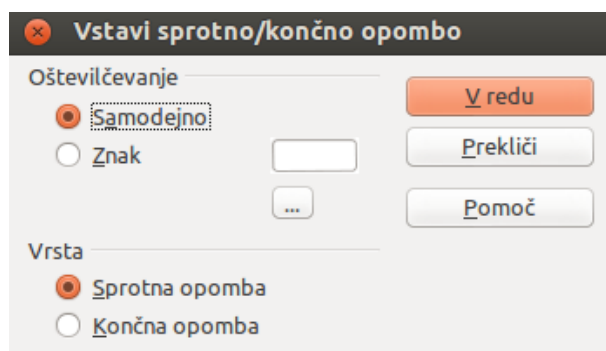 Vstavi sprotno/končno opombo
Oštevilčevanje
Samodejno
Znak
...
Vrsta
Sprotna opomba
Končna opomba
V redu
Prekliči
Pomoč